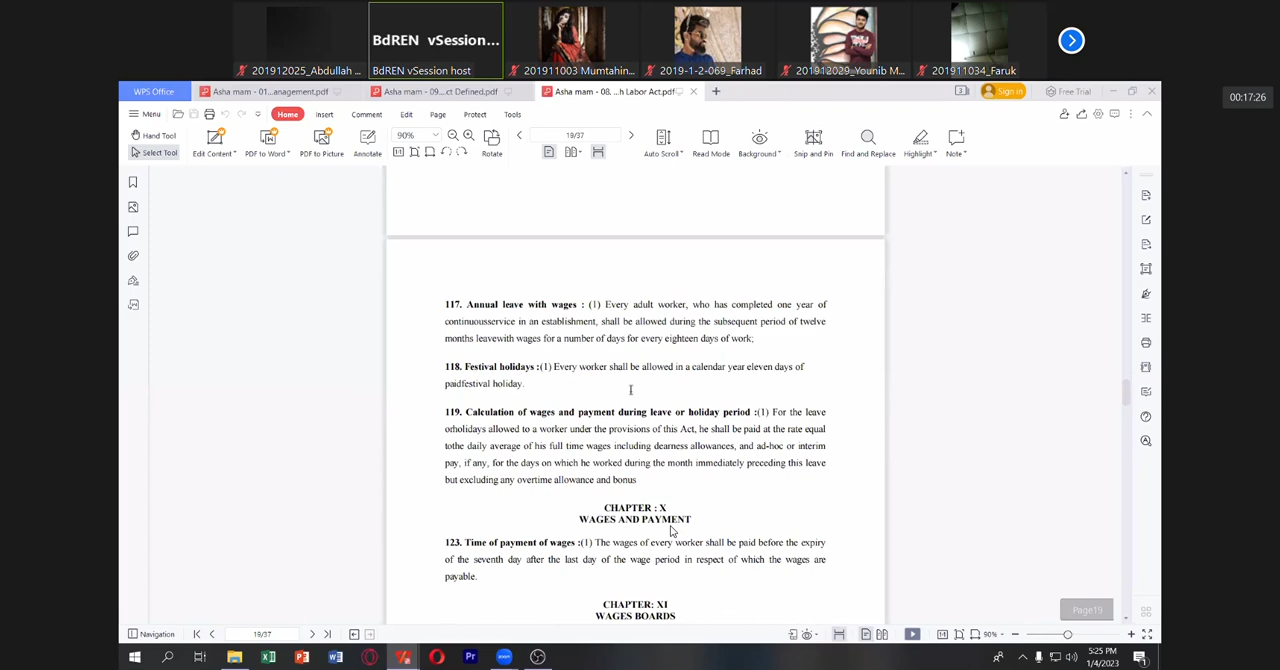 BdREN vSession...
201912025_Abdullah ...
BdREN vSession host
201911003 Mumtahin...
2019-1-2-069_Farhad
201912029_Younib M...
201911034_Faruk
00:17:26
WPS Office
Asha mam - 01...anagement.pdf
Asha mam - 09...ct Defined.pdf
Asha mam - 08. ...h Labor Act.pdf
3
Sign in
Free Trial
Menu
Home
Insert
Comment
Edit
Page
Protect
Tools
Hand Tool
Select Tool
Edit Content
PDF to Word
PDF to Picture
Annotate
90%
Rotate
19/37
Auto Scroll
Read Mode
Background
Snip and Pin
Find and Replace
Highlight
Note
117. Annual leave with wages : (1) Every adult worker, who has completed one year of
continuousservice in an establishment, shall be allowed during the subsequent period of twelve
months leavewith wages for a number of days for every eighteen days of work;
118. Festival holidays :(1) Every worker shall be allowed in a calendar year eleven days of
paidfestival holiday.
119. Calculation of wages and payment during leave or holiday period :(1) For the leave
orholidays allowed to a worker under the provisions of this Act, he shall be paid at the rate equal
tothe daily average of his full time wages including dearness allowances, and ad-hoc or interim
pay, if any, for the days on which he worked during the month immediately preceding this leave
but excluding any overtime allowance and bonus
CHAPTER : X
WAGES AND PAYMENT
123. Time of payment of wages :(1) The wages of every worker shall be paid before the expiry
of the seventh day after the last day of the wage period in respect of which the wages are
payable.
CHAPTER: XI
WAGES BOARDS
Page19
Navigation
19/37
90%
5:25 PM
1/4/2023